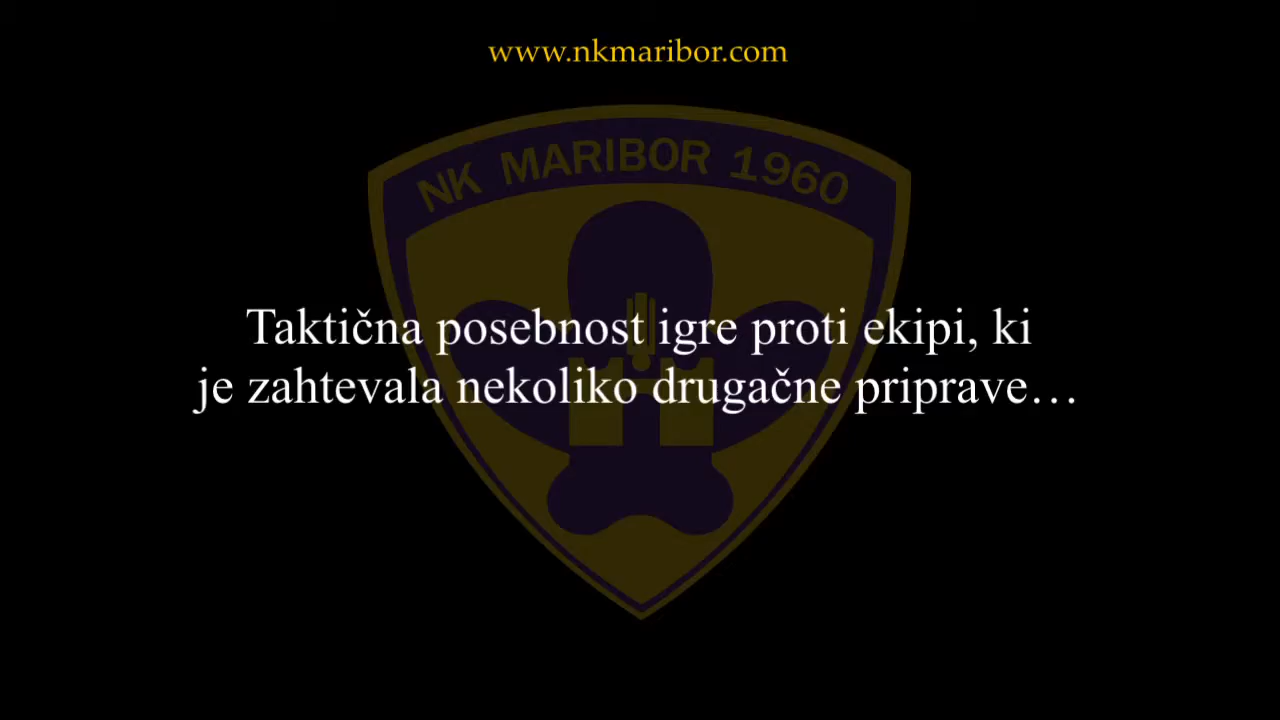 www.nkmaribor.com
NK MARIBOR 1960
Taktična posebnost igre proti ekipi, ki
je zahtevala nekoliko drugačne priprave…